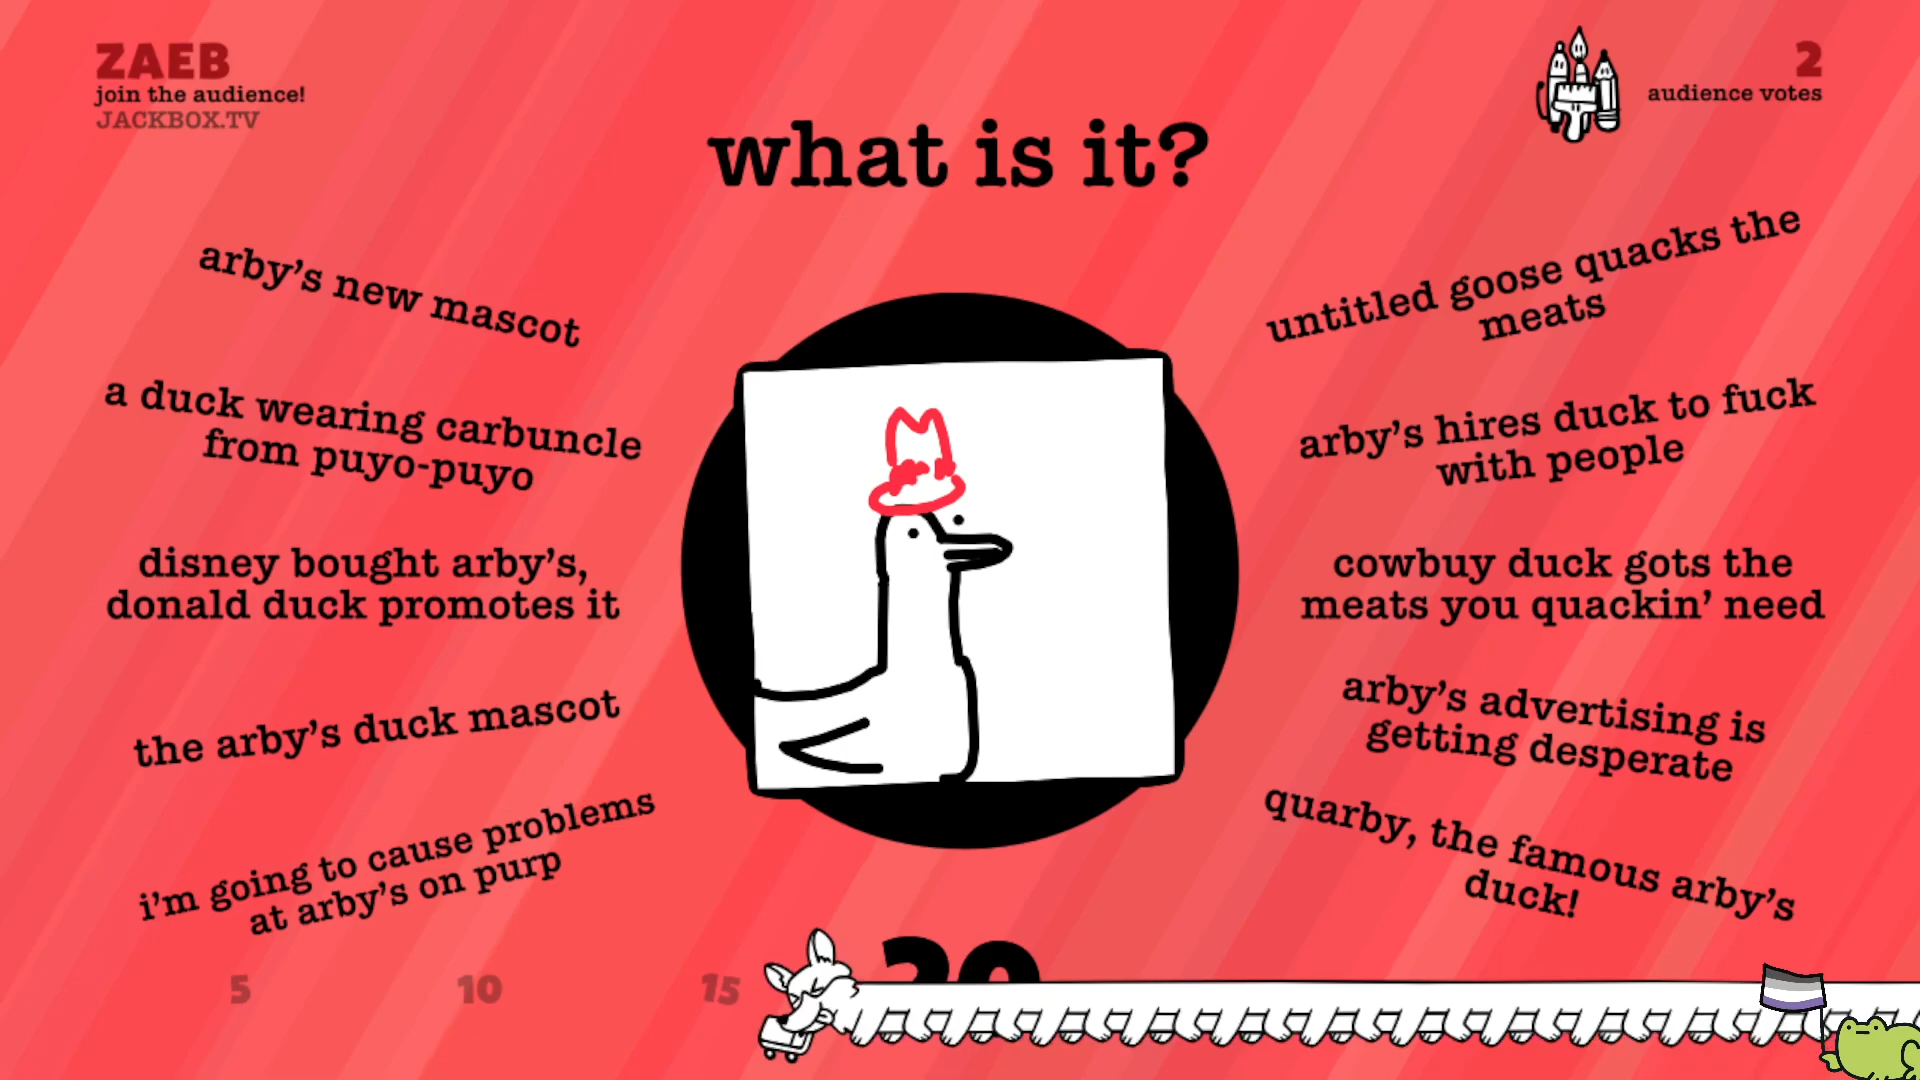 ZAEB
join the audience!
JACKBOX.TV
2
audience votes
what is it?
arby's new mascot
a duck wearing carbuncle
from puyo-puyo
disney bought arby's,
donald duck promotes it
the arby's duck mascot
i'm going to cause problems
at arby's on purp
untitled goose quacks the
meats
arby's hires duck to fuck
with people
cowbuy duck gots the
meats you quackin' need
arby's advertising is
getting desperate
quarby, the famous arby's
duck!
5
10
15
20